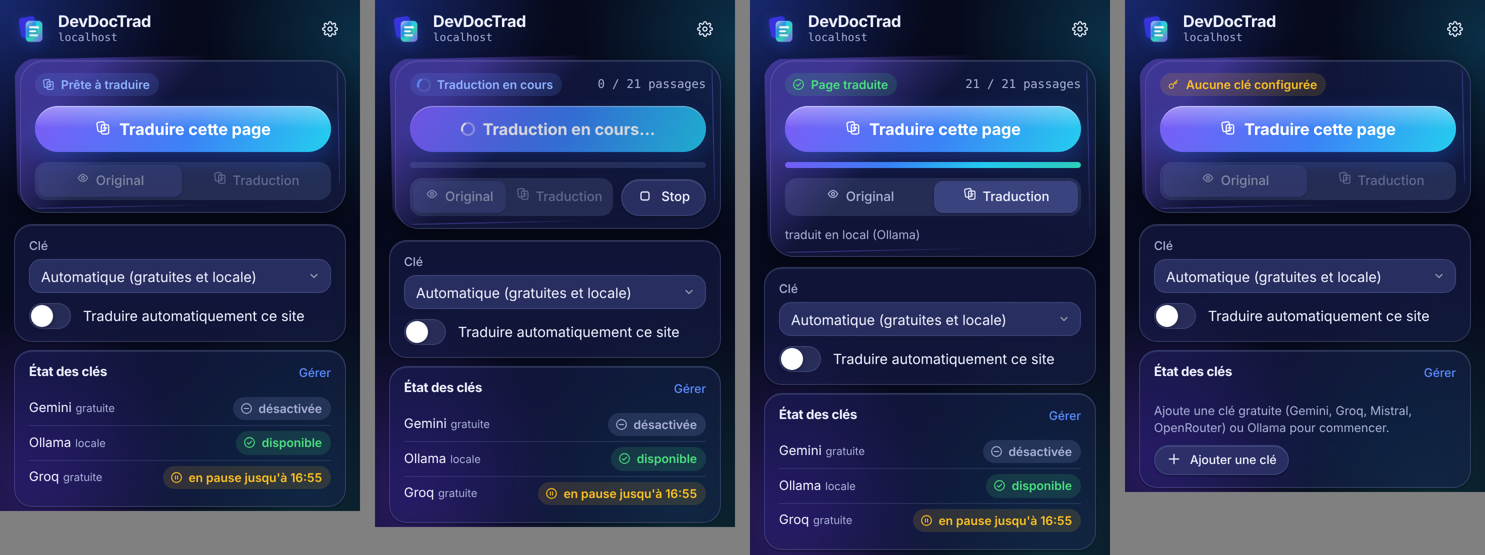 DevDocTrad
localhost
Prête à traduire
Traduire cette page
Original
Traduction
Clé
Automatique (gratuites et locale)
Traduire automatiquement ce site
État des clés
Gérer
Gemini gratuite
désactivée
Ollama locale
disponible
Groq gratuite
en pause jusqu'à 16:55
DevDocTrad
localhost
Traduction en cours
0 / 21 passages
Traduction en cours…
Original
Traduction
Stop
Clé
Automatique (gratuites et locale)
Traduire automatiquement ce site
État des clés
Gérer
Gemini gratuite
désactivée
Ollama locale
disponible
Groq gratuite
en pause jusqu'à 16:55
DevDocTrad
localhost
Page traduite
21 / 21 passages
Traduire cette page
Original
Traduction
traduit en local (Ollama)
Clé
Automatique (gratuites et locale)
Traduire automatiquement ce site
État des clés
Gérer
Gemini gratuite
désactivée
Ollama locale
disponible
Groq gratuite
en pause jusqu'à 16:55
DevDocTrad
localhost
Aucune clé configurée
Traduire cette page
Original
Traduction
Clé
Automatique (gratuites et locale)
Traduire automatiquement ce site
État des clés
Gérer
Ajoute une clé gratuite (Gemini, Groq, Mistral,
OpenRouter) ou Ollama pour commencer.
Ajouter une clé